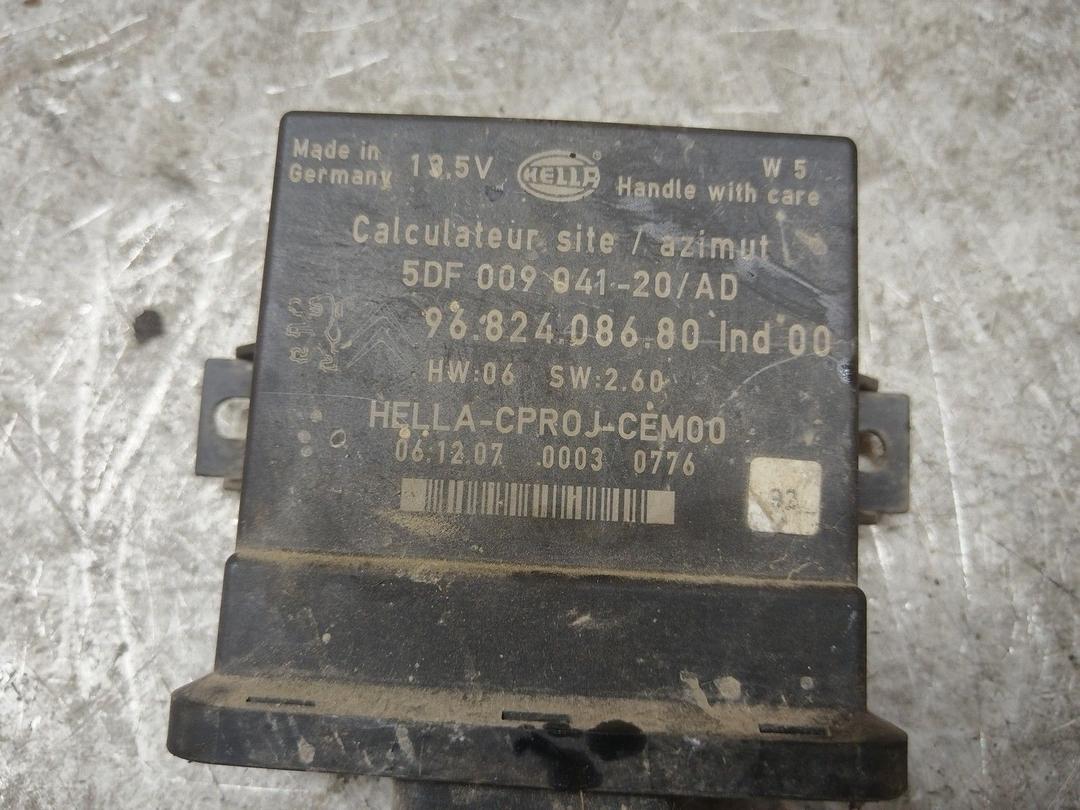 Made in
Germany
13.5V
HELLA
®
W 5
Handle with care
Calculateur site / azimut
5DF 009 041-20/AD
96.824.086.80 Ind 00
HW:06 SW:2.60
HELLA-CPROJ-CEM00
06.12.07 0003 0776
93